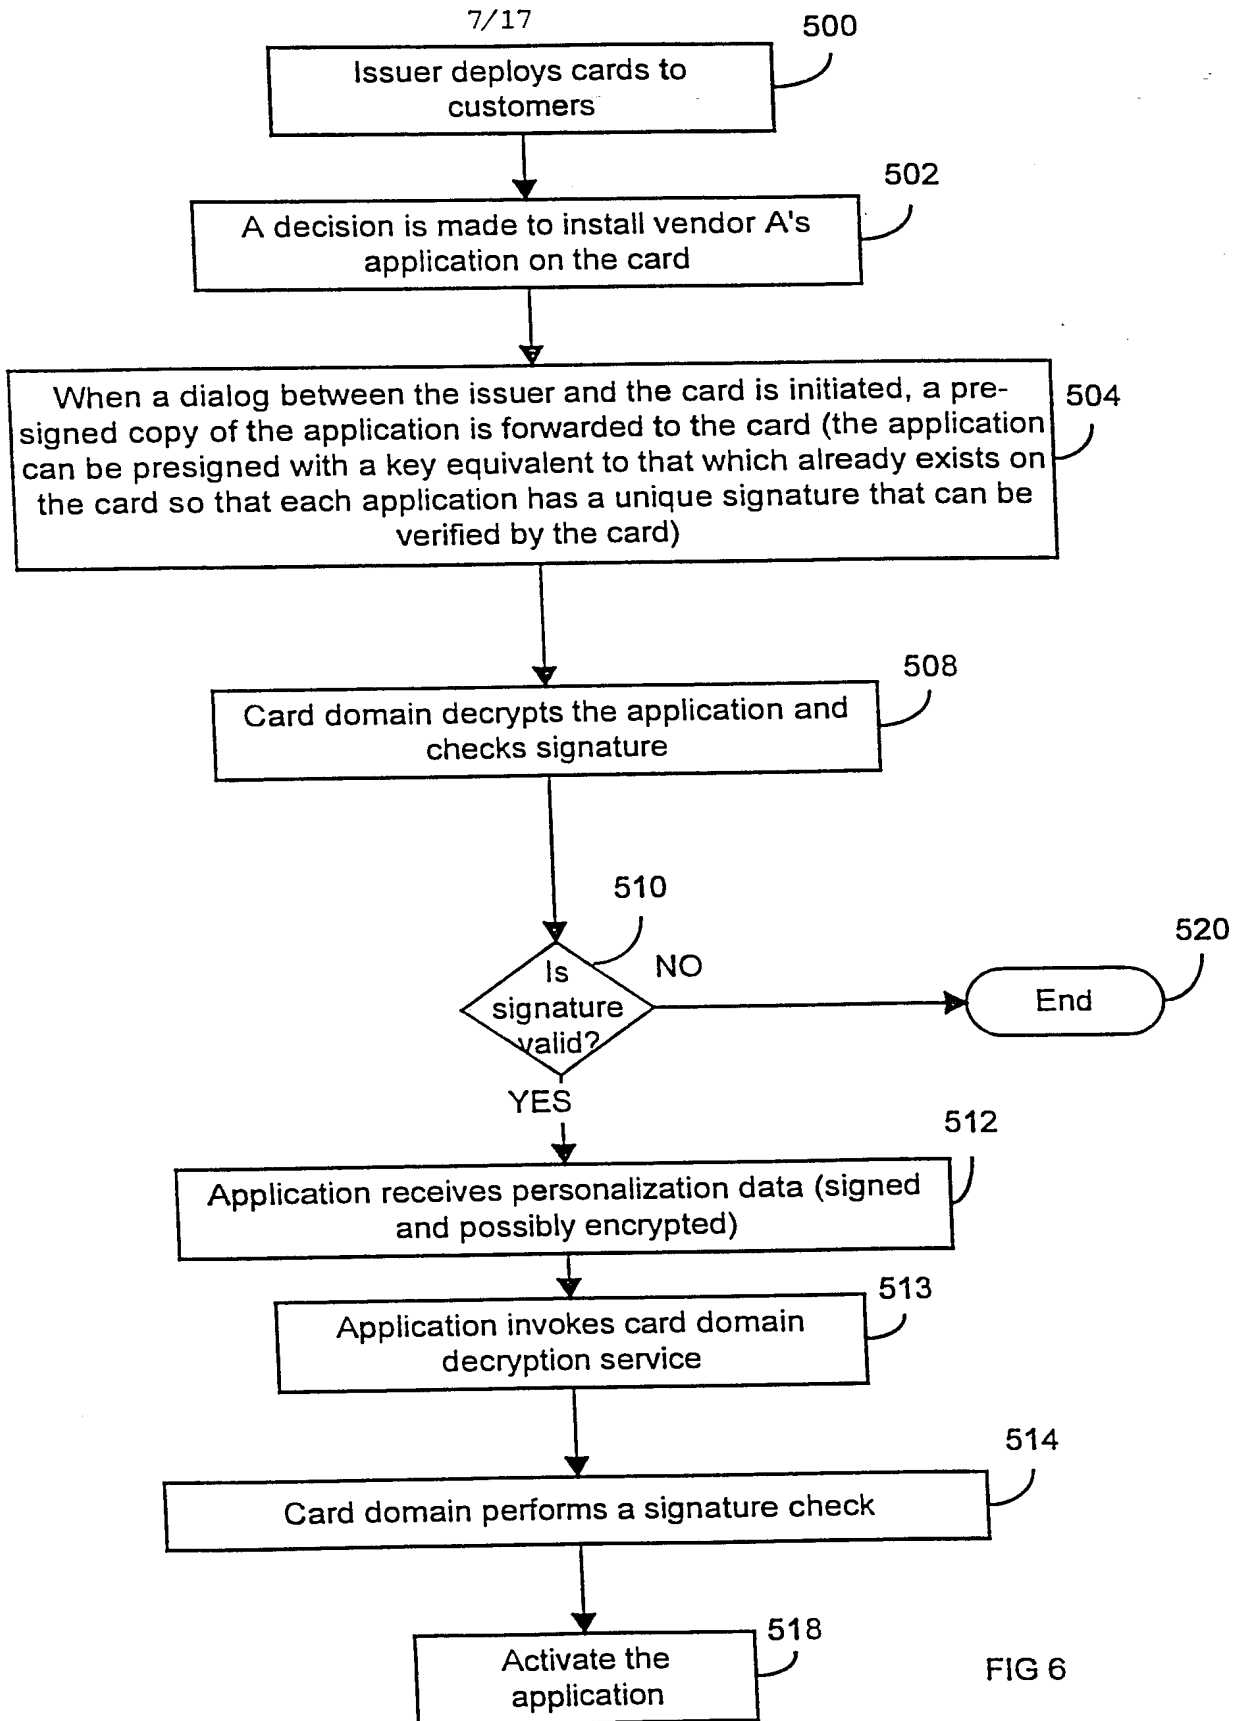 7/17
500
Issuer deploys cards to
customers
502
A decision is made to install vendor A's
application on the card
504
When a dialog between the issuer and the card is initiated, a pre-
signed copy of the application is forwarded to the card (the application
can be presigned with a key equivalent to that which already exists on
the card so that each application has a unique signature that can be
verified by the card)
508
Card domain decrypts the application and
checks signature
510
Is
signature
valid?
NO
520
End
YES
512
Application receives personalization data (signed
and possibly encrypted)
513
Application invokes card domain
decryption service
514
Card domain performs a signature check
518
Activate the
application
FIG 6